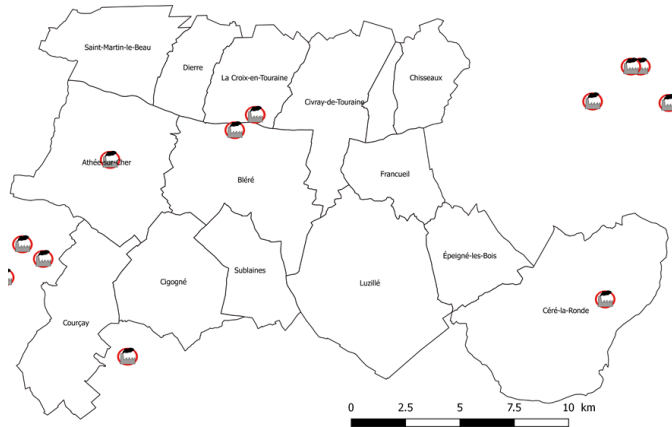 Saint-Martin-le-Beau
Dierre
La Croix-en-Touraine
Civray-de-Touraine
Chisseaux
Athée-sur-Cher
Bléré
Francueil
Courçay
Cigogné
Sublaines
Luzillé
Épeigné-les-Bois
Céré-la-Ronde
0 2.5 5 7.5 10 km